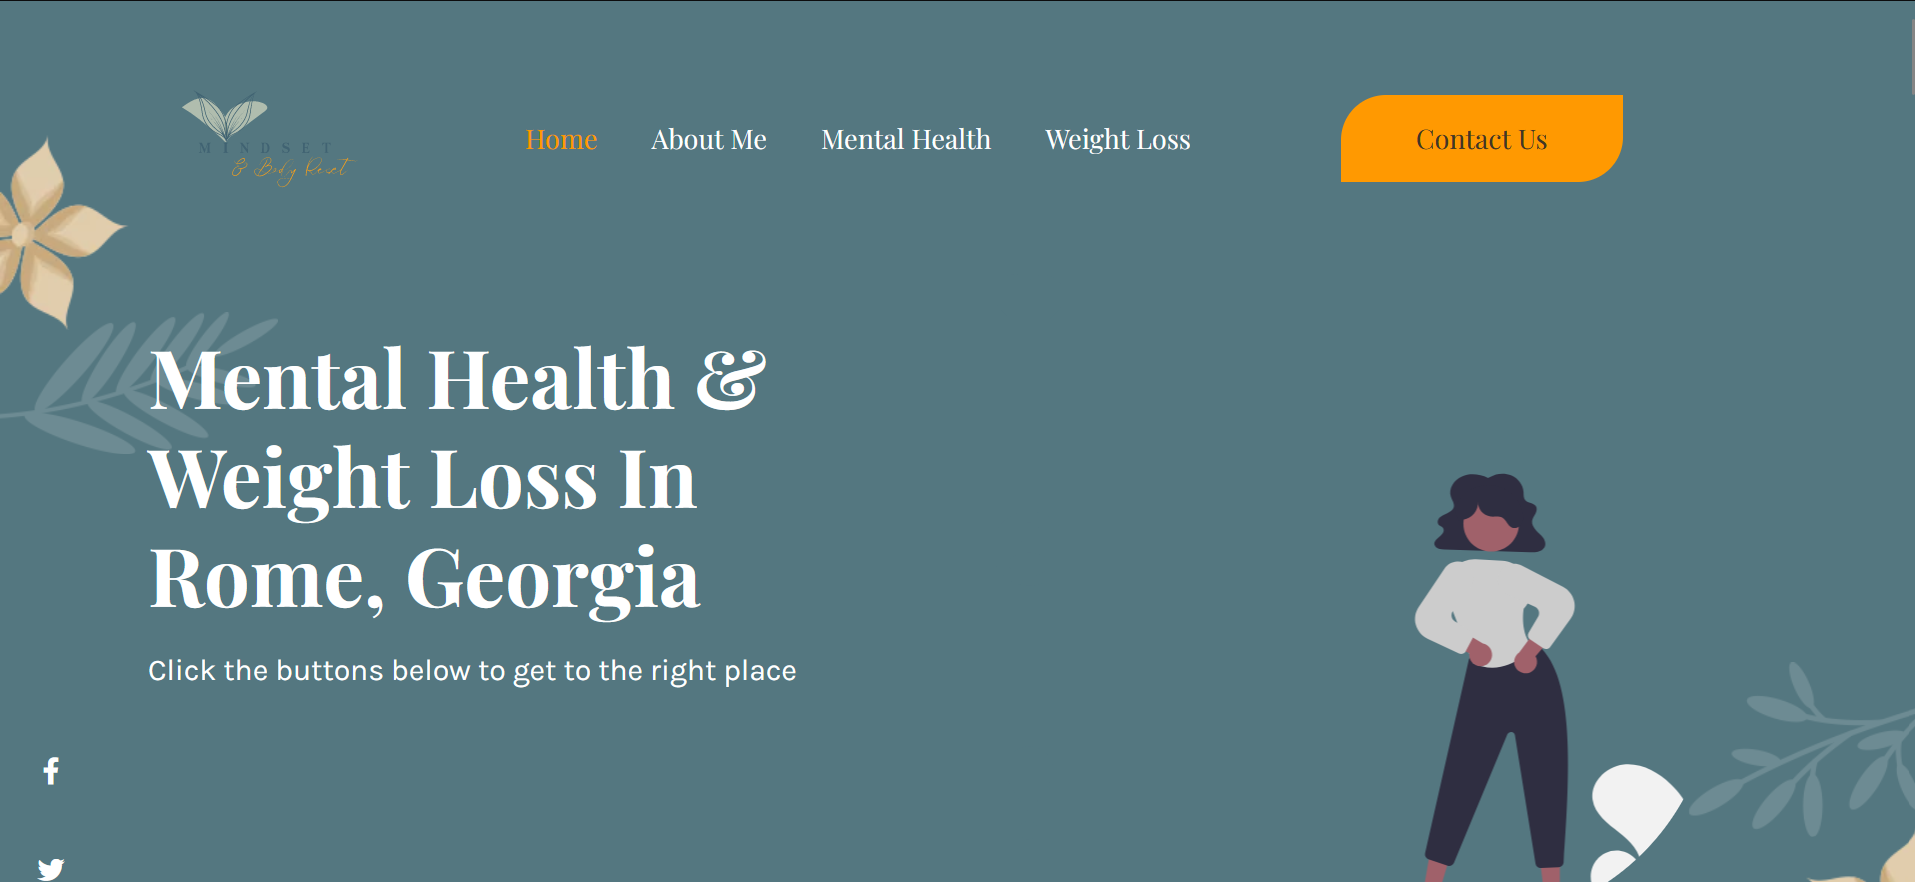 MINDSET
& Body Reset
Home
About Me
Mental Health
Weight Loss
Contact Us
Mental Health &
Weight Loss In
Rome, Georgia
Click the buttons below to get to the right place